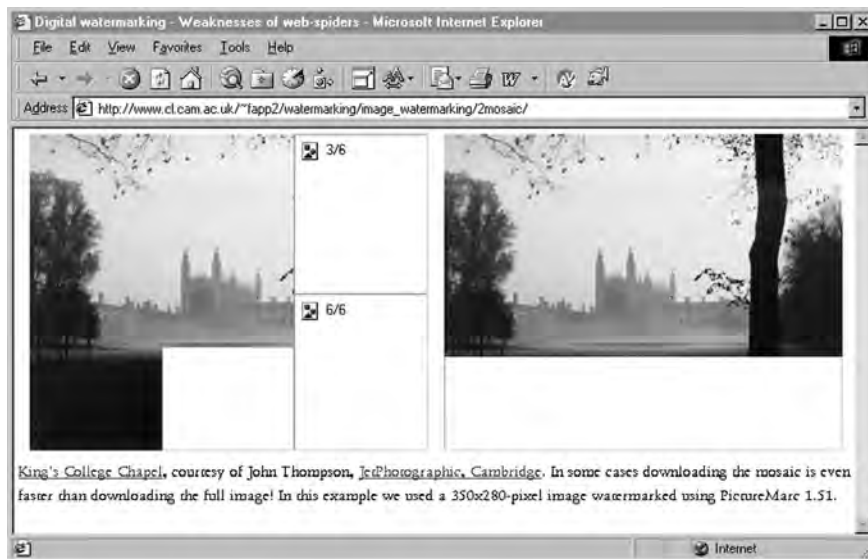 Digital watermarking - Weaknesses of web-spiders - Microsoft Internet Explorer
File Edit View Favorites Tools Help
Address http://www.cl.cam.ac.uk/~fapp2/watermarking/image_watermarking/2mosaic/
3/6
6/6
King's College Chapel, courtesy of John Thompson, JetPhotographic, Cambridge. In some cases downloading the mosaic is even
faster than downloading the full image! In this example we used a 350x280-pixel image watermarked using PictureMarc 1.51.
Internet